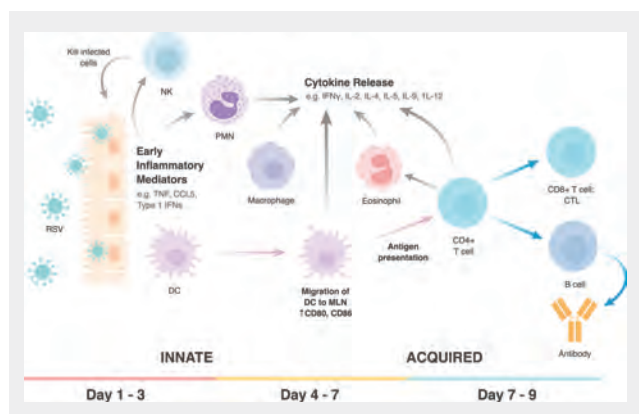 Kill infected
cells
NK
PMN
Cytokine Release
e.g. IFNγ, IL-2, IL-4, IL-5, IL-9, 1L-12
Early
Inflammatory
Mediators
e.g. TNF, CCL5,
Type 1 IFNs
Macrophage
Eosinophil
CD8+ T cell:
CTL
RSV
DC
Migration of
DC to MLN
↑CD80, CD86
Antigen
presentation
CD4+
T cell
B cell
Antibody
INNATE
ACQUIRED
Day 1 - 3
Day 4 - 7
Day 7 - 9